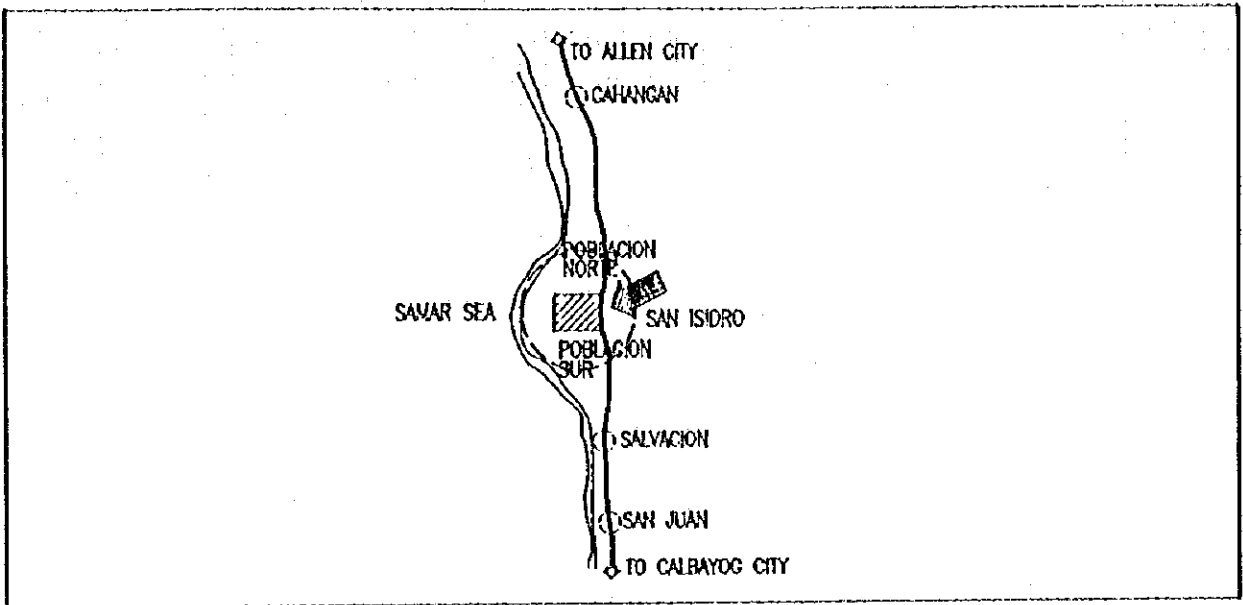 TO ALLEN CITY
CAHANGAN
POBLACION
NORTE
SAMAR SEA
SAN ISIDRO
POBLACION
SUR
SALVACION
SAN JUAN
TO CALBAYOG CITY